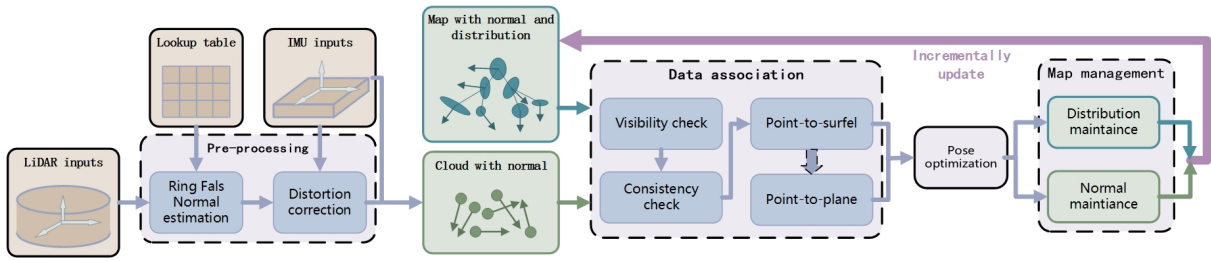 LiDAR inputs
Lookup table
IMU inputs
Pre-processing
Ring Fals
Normal
estimation
Distortion
correction
Map with normal and
distribution
Cloud with normal
Data association
Visibility check
Consistency
check
Point-to-surfel
Point-to-plane
Pose
optimization
Incrementally
update
Map management
Distribution
maintaince
Normal
maintiance